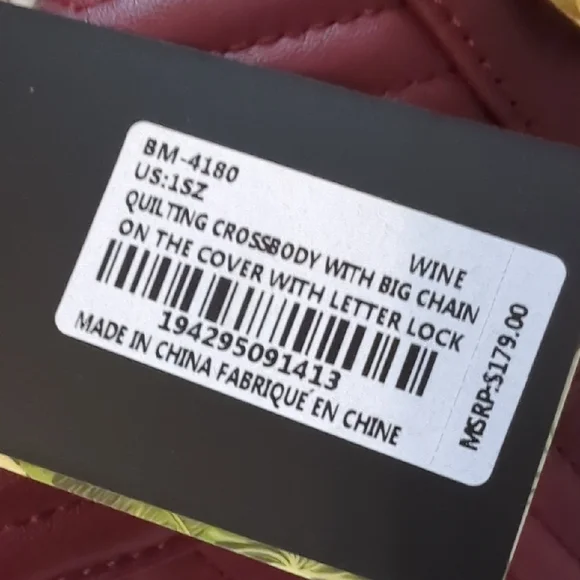 BM-4180
US:1SZ
WINE
QUILTING CROSSBODY WITH BIG CHAIN
ON THE COVER WITH LETTER LOCK
194295091413
MADE IN CHINA FABRIQUÉ EN CHINE
MSRP:$179.00